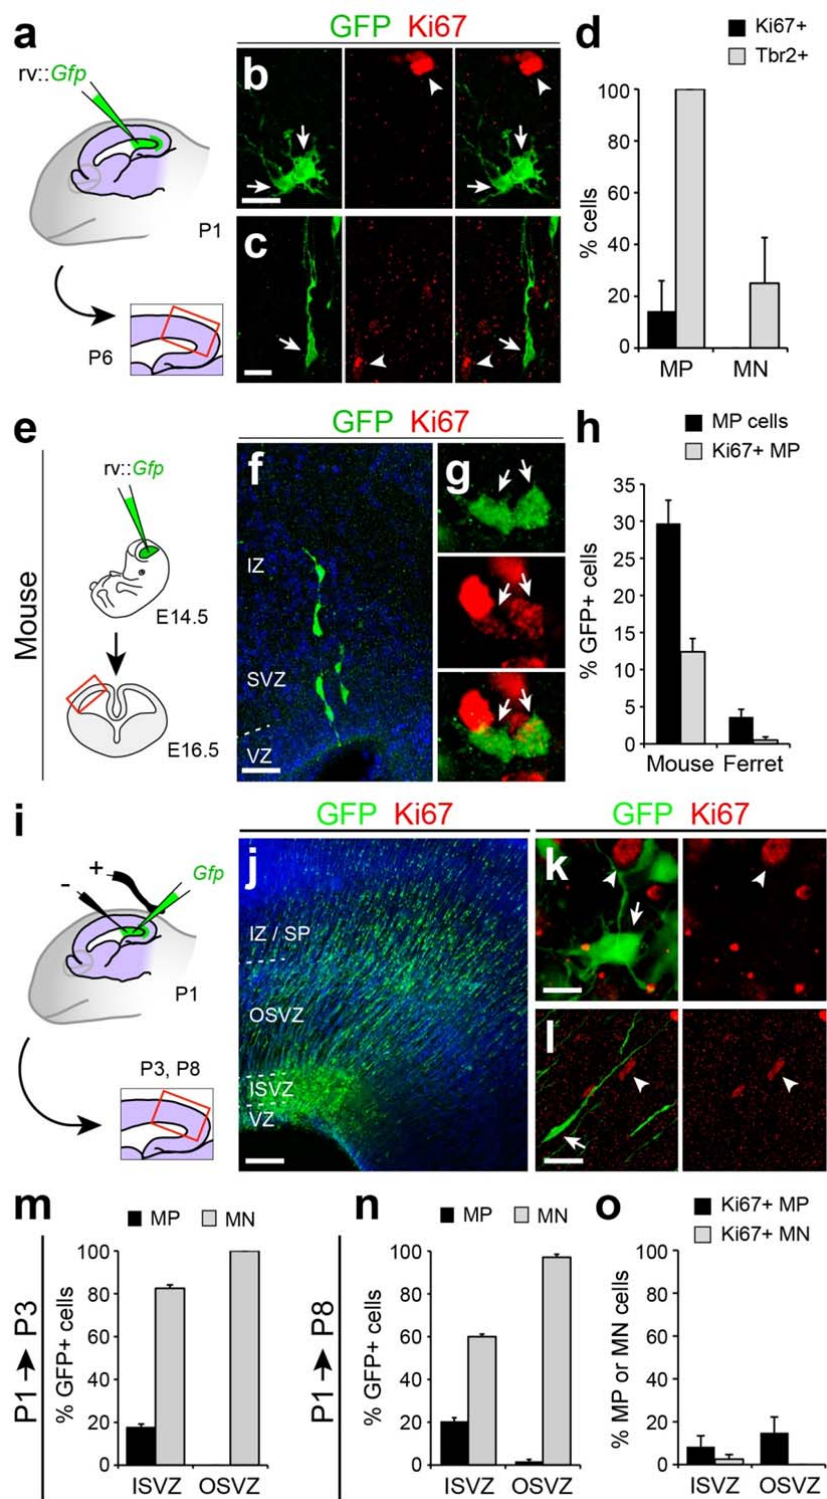 GFP Ki67
a
rv::Gfp
P1
P6
b
c
d
Ki67+
Tbr2+
% cells
100
80
60
40
20
0
MP MN
e
Mouse
rv::Gfp
E14.5
E16.5
GFP Ki67
f
IZ
SVZ
VZ
g
h
MP cells
Ki67+ MP
% GFP+ cells
35
30
25
20
15
10
5
0
Mouse Ferret
i
+
-
Gfp
P1
P3, P8
GFP Ki67
j
IZ / SP
OSVZ
ISVZ
VZ
GFP Ki67
k
l
m
MP MN
P1 → P3
% GFP+ cells
100
80
60
40
20
0
ISVZ OSVZ
n
MP MN
P1 → P8
% GFP+ cells
100
80
60
40
20
0
ISVZ OSVZ
o
Ki67+ MP
Ki67+ MN
% MP or MN cells
100
80
60
40
20
0
ISVZ OSVZ